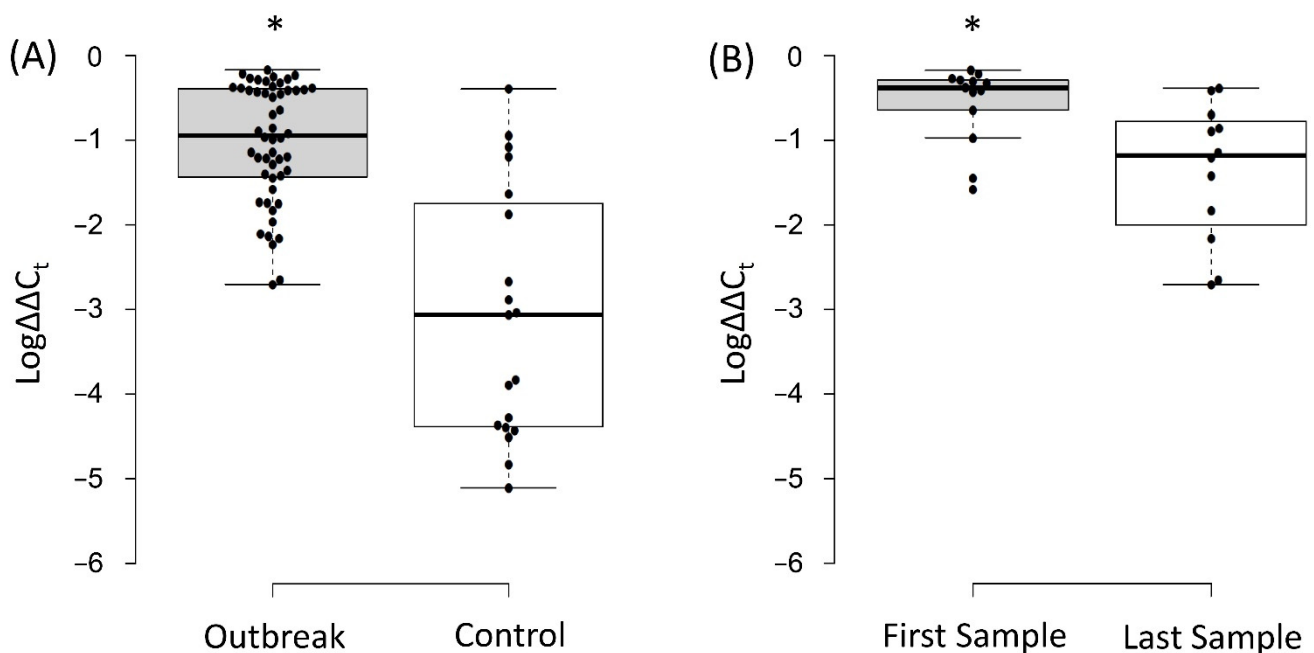 (A)
*
LogΔΔCt
0
−1
−2
−3
−4
−5
−6
Outbreak
Control
(B)
*
LogΔΔCt
0
−1
−2
−3
−4
−5
−6
First Sample
Last Sample